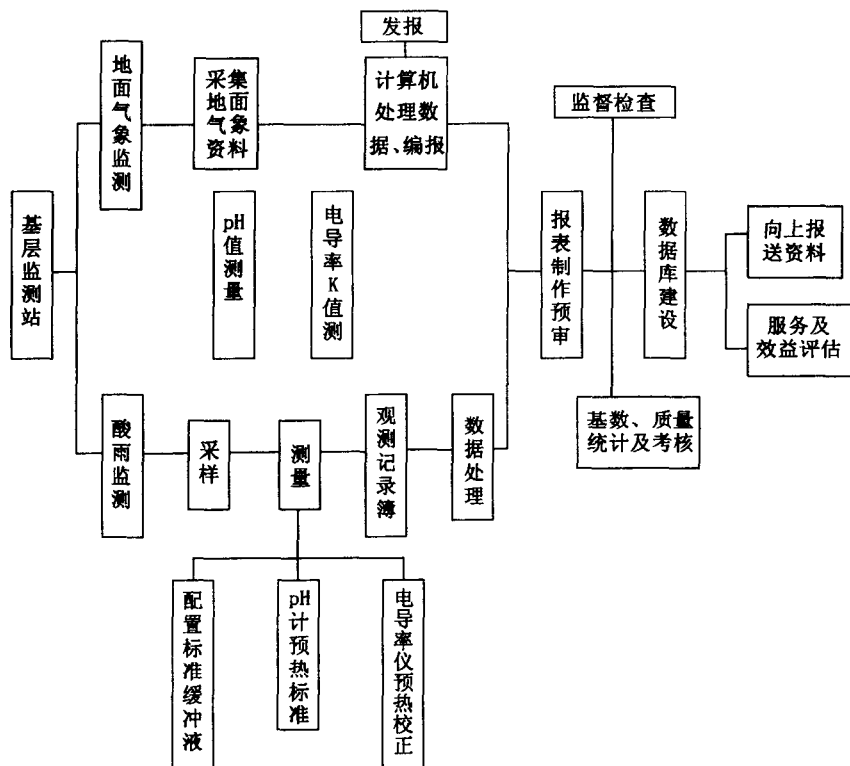 发报
地面气象监测
采集
地面
气象
资料
计算机
处理数
据、编报
监督检查
基层监测站
pH值测量
电导率K值测
报表制作预审
数据库建设
向上报
送资料
服务及
效益评估
酸雨监测
采样
测量
观测记录簿
数据处理
基数、质量
统计及考核
配置标准缓冲液
pH计预热标准
电导率仪预热校正